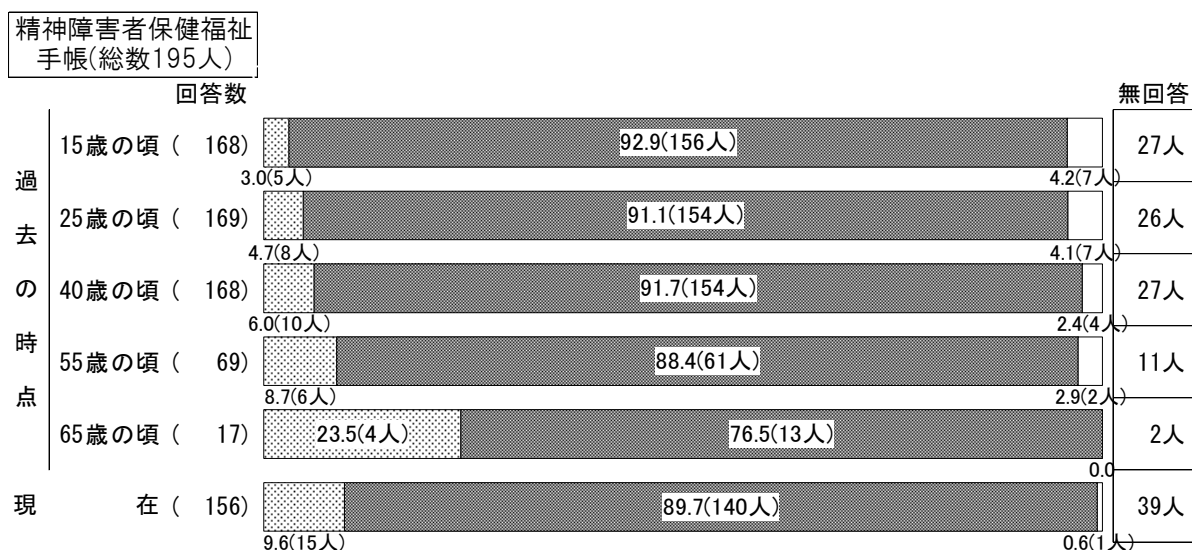 精神障害者保健福祉
手帳(総数195人)
回答数
無回答
過去の時点
15歳の頃 ( 168)
92.9(156人)
27人
3.0(5人)
4.2(7人)
25歳の頃 ( 169)
91.1(154人)
26人
4.7(8人)
4.1(7人)
40歳の頃 ( 168)
91.7(154人)
27人
6.0(10人)
2.4(4人)
55歳の頃 ( 69)
88.4(61人)
11人
8.7(6人)
2.9(2人)
65歳の頃 ( 17)
23.5(4人)
76.5(13人)
2人
0.0
現在 ( 156)
89.7(140人)
39人
9.6(15人)
0.6(1人)